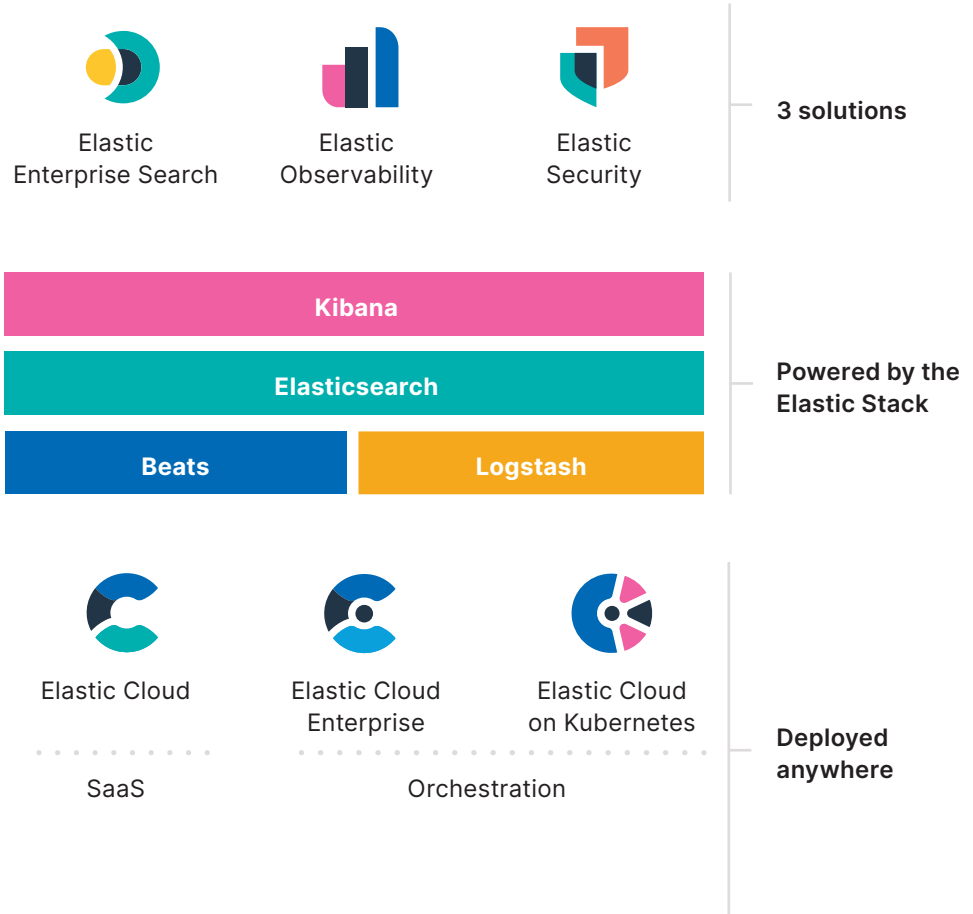 Elastic
Enterprise Search
Elastic
Observability
Elastic
Security
3 solutions
Kibana
Elasticsearch
Beats
Logstash
Powered by the
Elastic Stack
Elastic Cloud
Elastic Cloud
Enterprise
Elastic Cloud
on Kubernetes
SaaS
Orchestration
Deployed
anywhere